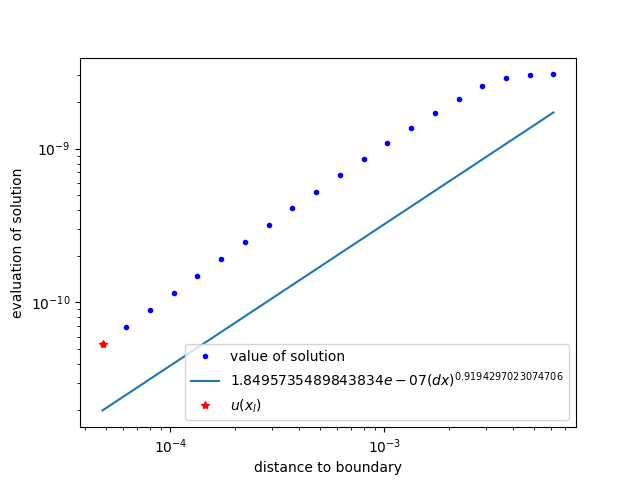 10⁻⁹
10⁻¹⁰
evaluation of solution
value of solution
1.8495735489843834e − 07(dx)^0.9194297023074706
u(x_l)
10⁻⁴ 10⁻³
distance to boundary